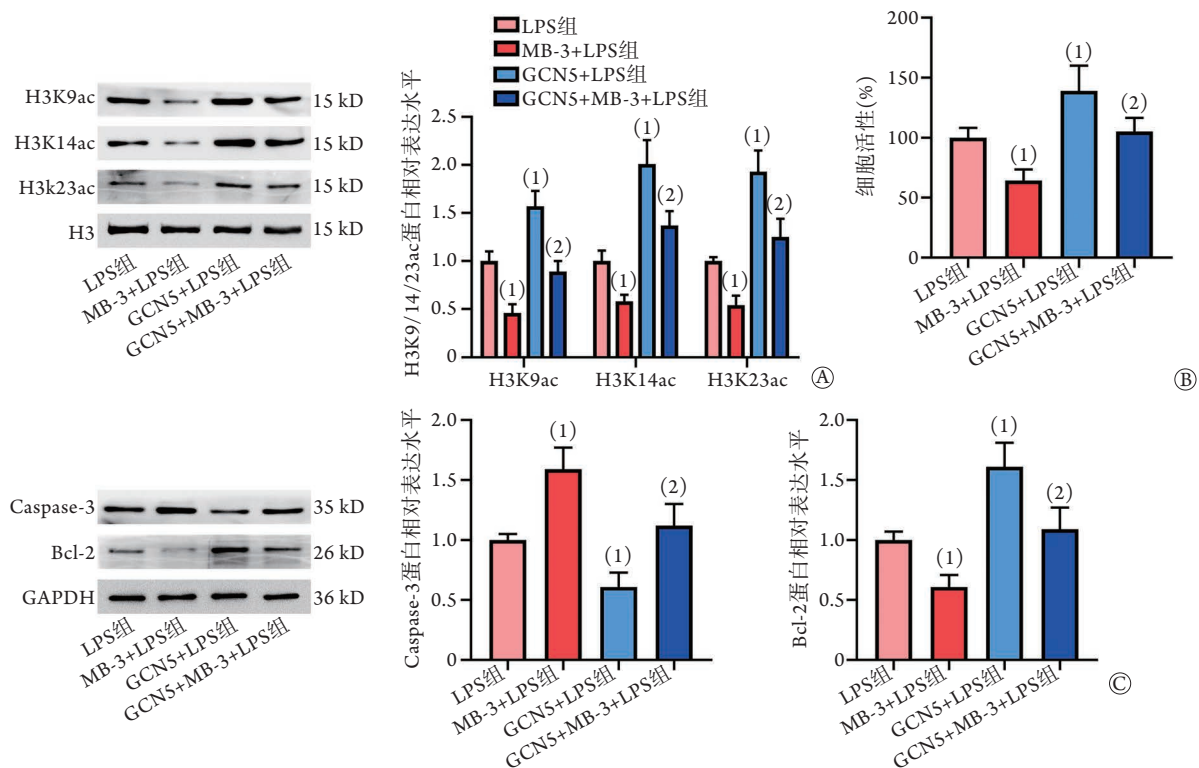 H3K9ac
15 kD
H3K14ac
15 kD
H3k23ac
15 kD
H3
15 kD
LPS组
MB-3+LPS组
GCN5+LPS组
GCN5+MB-3+LPS组
LPS组
MB-3+LPS组
GCN5+LPS组
GCN5+MB-3+LPS组
H3K9/14/23ac蛋白相对表达水平
2.5
2.0
1.5
1.0
0.5
0
(1)
(1)
(2)
(1)
(1)
(2)
(1)
(1)
(2)
H3K9ac
H3K14ac
H3K23ac
Ⓐ
细胞活性(%)
200
150
100
50
0
(1)
(1)
(2)
LPS组
MB-3+LPS组
GCN5+LPS组
GCN5+MB-3+LPS组
Ⓑ
Caspase-3
35 kD
Bcl-2
26 kD
GAPDH
36 kD
LPS组
MB-3+LPS组
GCN5+LPS组
GCN5+MB-3+LPS组
Caspase-3蛋白相对表达水平
2.0
1.5
1.0
0.5
0
(1)
(1)
(2)
LPS组
MB-3+LPS组
GCN5+LPS组
GCN5+MB-3+LPS组
Bcl-2蛋白相对表达水平
2.0
1.5
1.0
0.5
0
(1)
(1)
(2)
LPS组
MB-3+LPS组
GCN5+LPS组
GCN5+MB-3+LPS组
Ⓒ